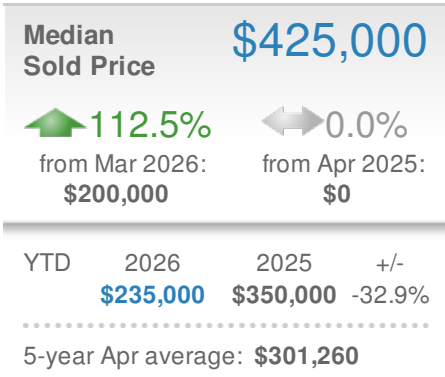 Median
Sold Price
$425,000
112.5%
from Mar 2026:
$200,000
0.0%
from Apr 2025:
$0
YTD 2026 2025 +/-
$235,000 $350,000 -32.9%
5-year Apr average: $301,260